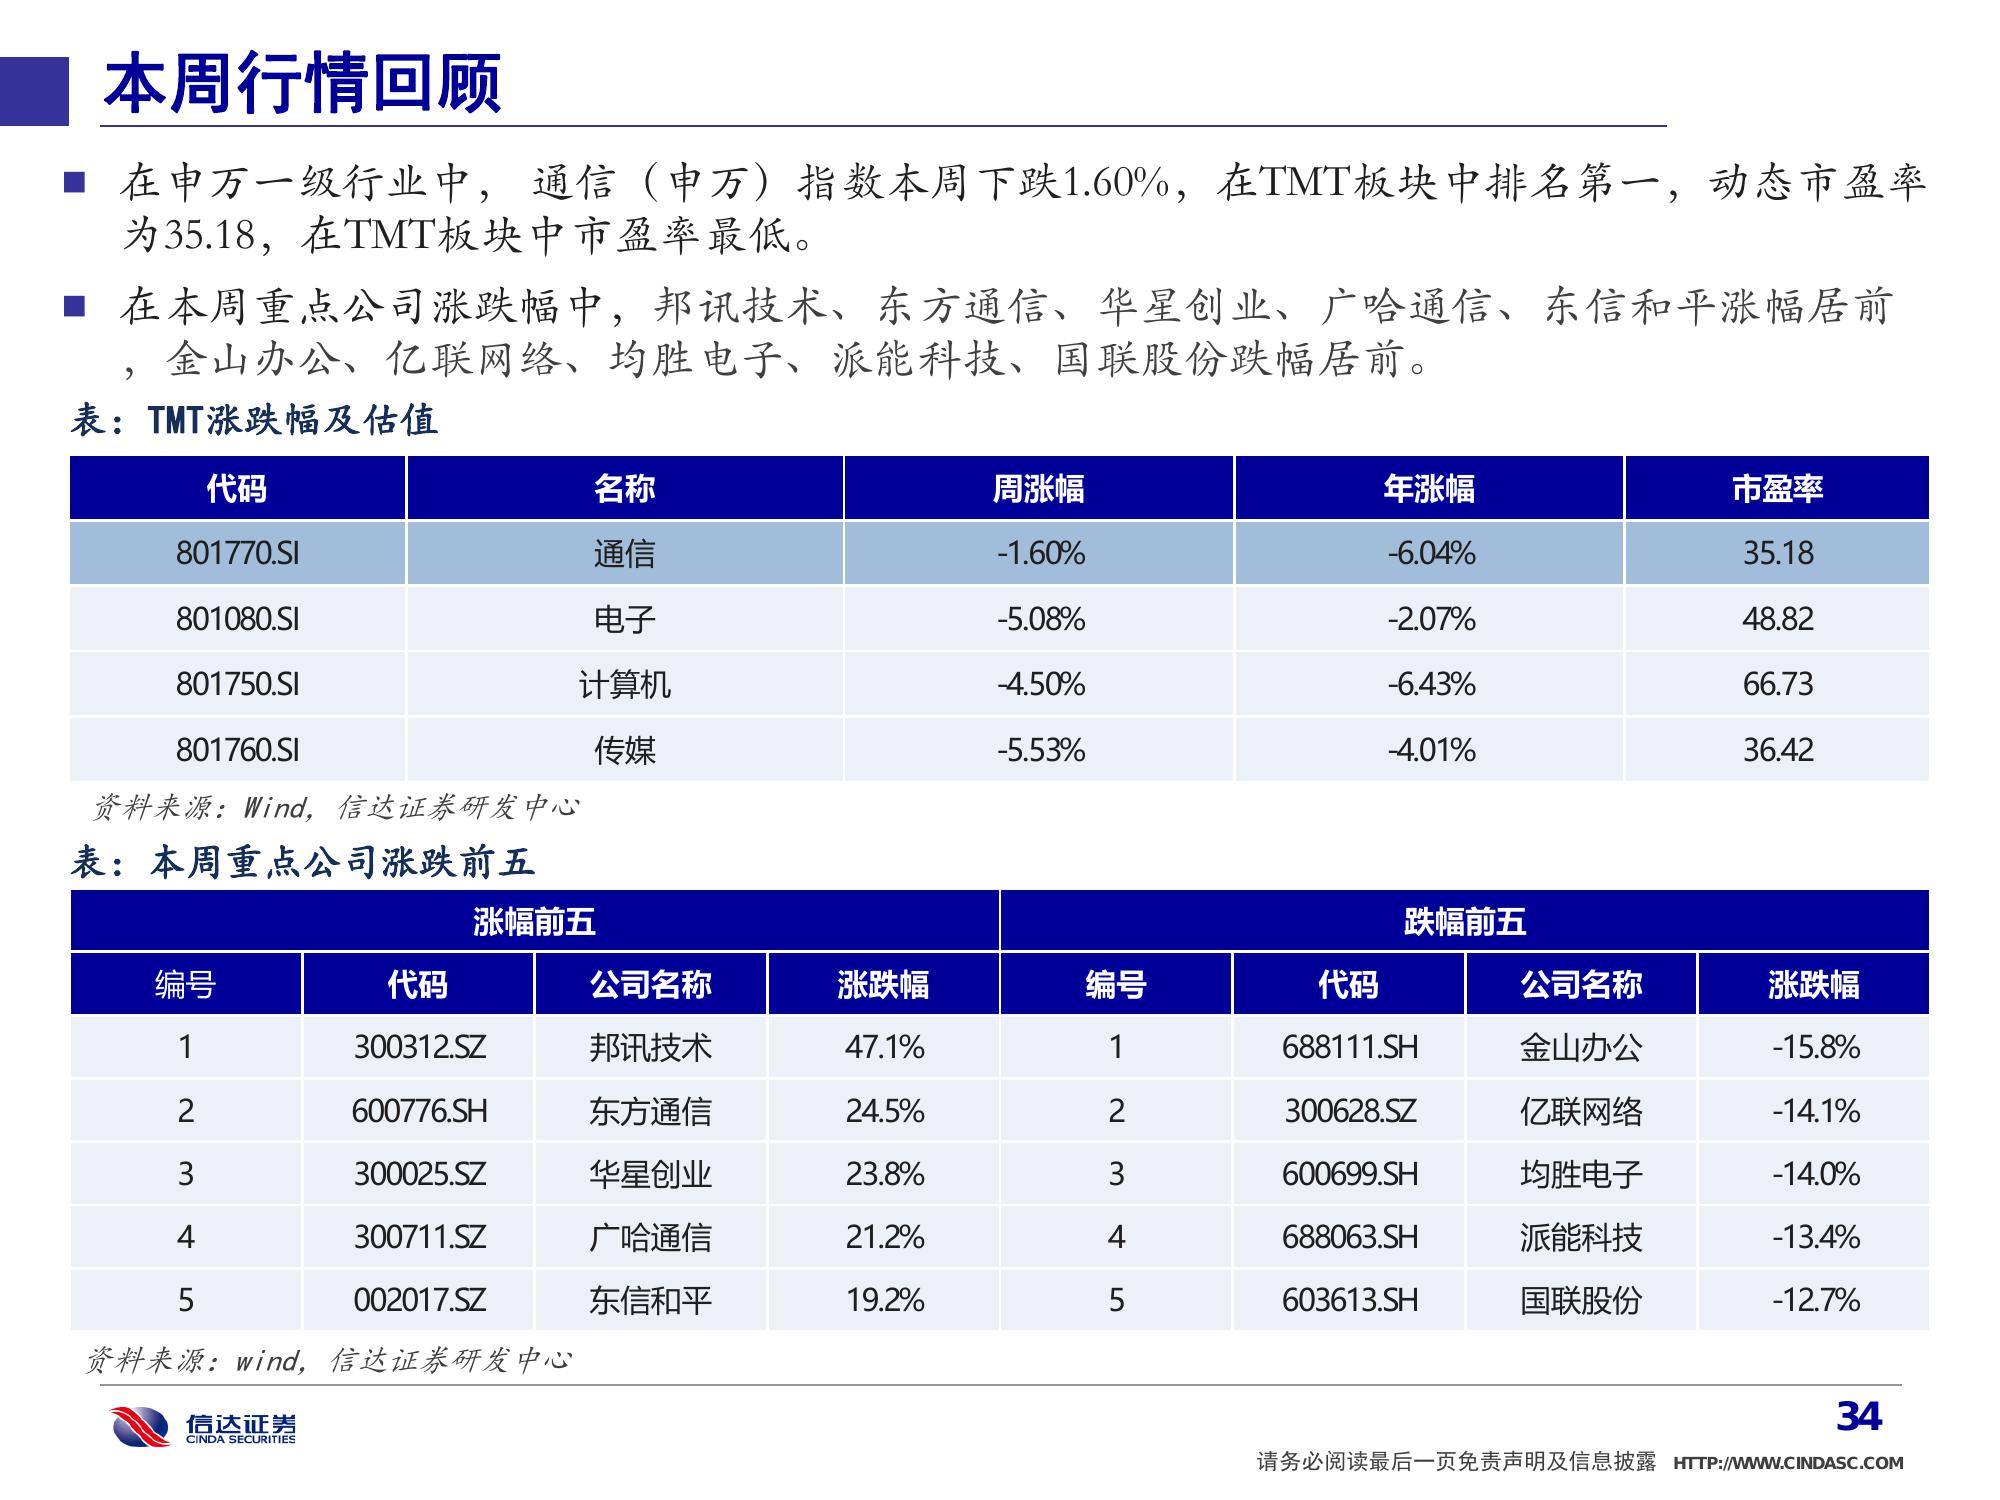 本周行情回顾
在申万一级行业中， 通信（申万）指数本周下跌1.60%，在TMT板块中排名第一，动态市盈率
为35.18，在TMT板块中市盈率最低。
在本周重点公司涨跌幅中，邦讯技术、东方通信、华星创业、广哈通信、东信和平涨幅居前
，金山办公、亿联网络、均胜电子、派能科技、国联股份跌幅居前。
表：TMT涨跌幅及估值
代码 名称 周涨幅 年涨幅 市盈率
801770.SI 通信 -1.60% -6.04% 35.18
801080.SI 电子 -5.08% -2.07% 48.82
801750.SI 计算机 -4.50% -6.43% 66.73
801760.SI 传媒 -5.53% -4.01% 36.42
资料来源：Wind，信达证券研发中心
表：本周重点公司涨跌前五
涨幅前五 跌幅前五
编号 代码 公司名称 涨跌幅 编号 代码 公司名称 涨跌幅
1 300312.SZ 邦讯技术 47.1% 1 688111.SH 金山办公 -15.8%
2 600776.SH 东方通信 24.5% 2 300628.SZ 亿联网络 -14.1%
3 300025.SZ 华星创业 23.8% 3 600699.SH 均胜电子 -14.0%
4 300711.SZ 广哈通信 21.2% 4 688063.SH 派能科技 -13.4%
5 002017.SZ 东信和平 19.2% 5 603613.SH 国联股份 -12.7%
资料来源：wind，信达证券研发中心
信达证券
CINDA SECURITIES
34
请务必阅读最后一页免责声明及信息披露 HTTP://WWW.CINDASC.COM